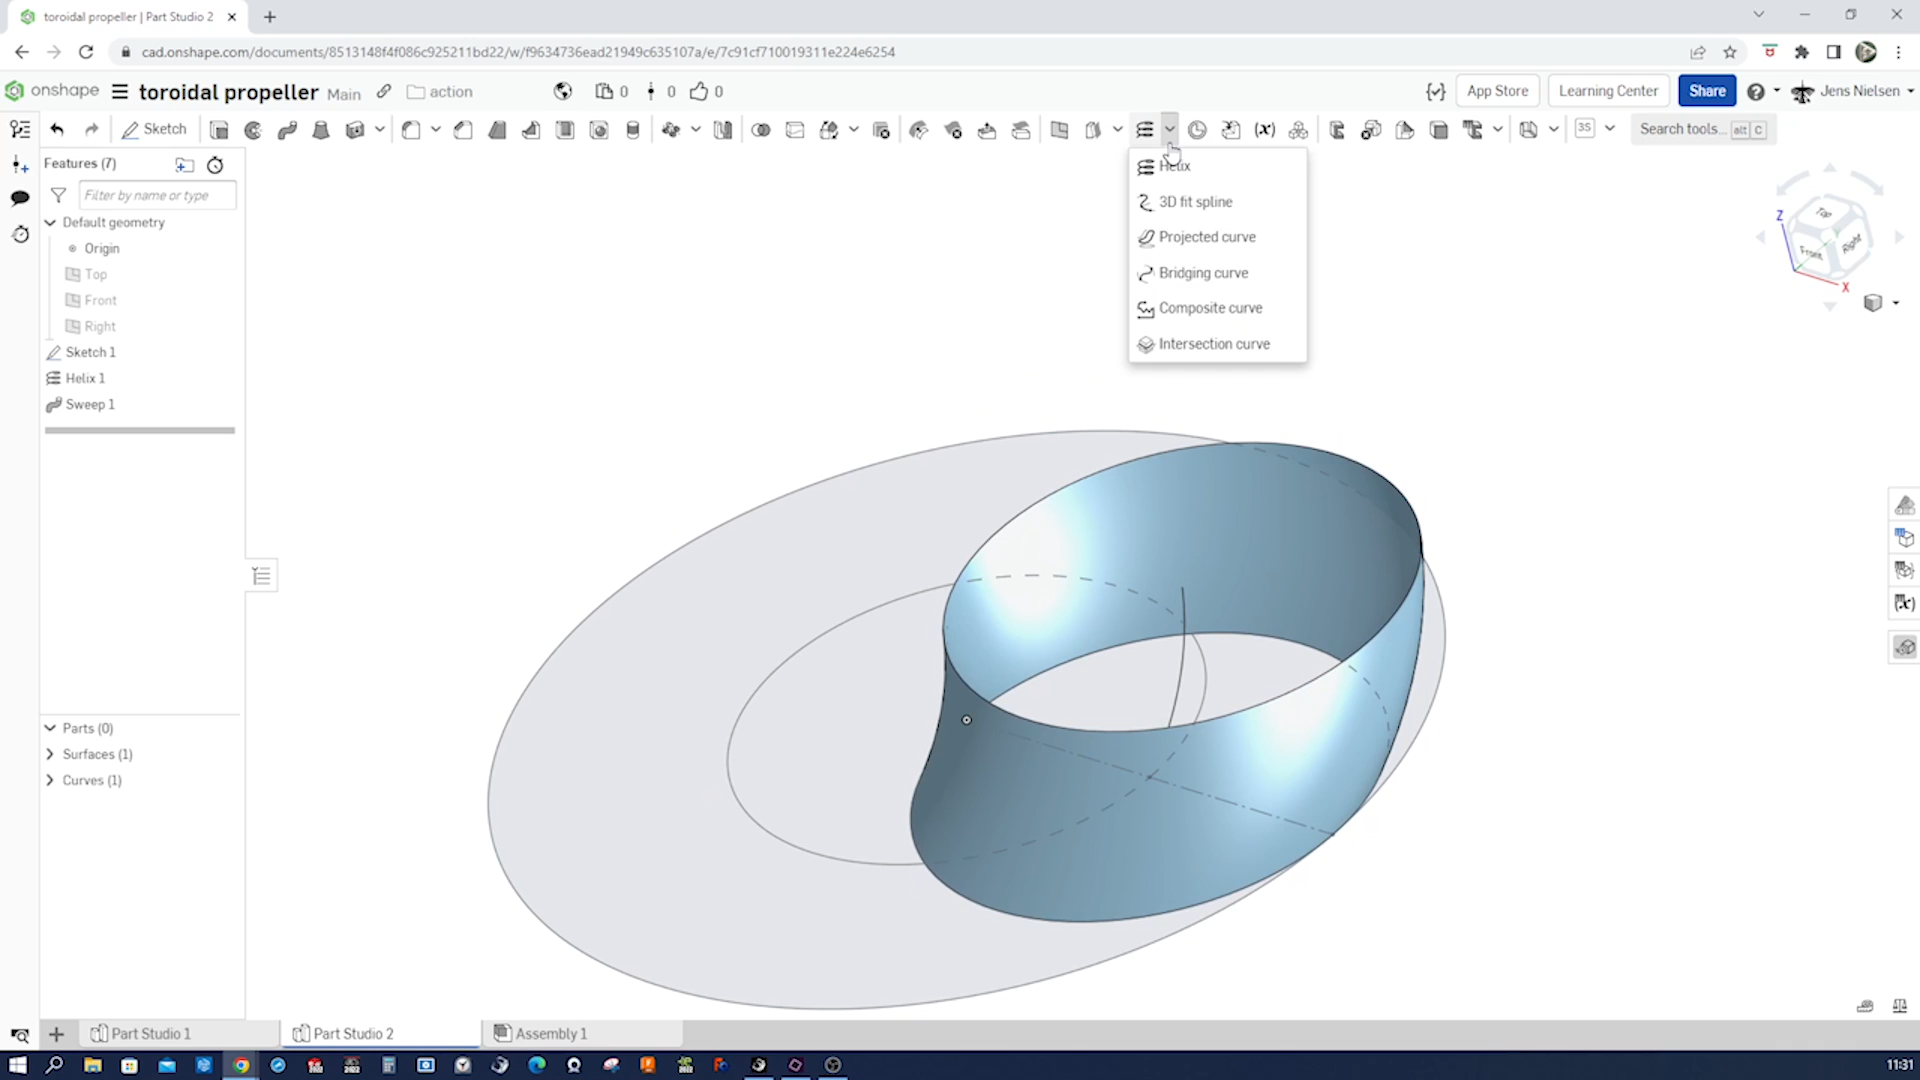 toroidal propeller | Part Studio 2
cad.onshape.com/documents/8513148f4f086c925211bd22/w/f9634736ead21949c635107a/e/7c91cf710019311e224e6254
onshape
toroidal propeller Main action 0 0 0
App Store Learning Center Share Jens Nielsen
Sketch (x) 3S Search tools... alt C
Features (7)
Filter by name or type
Default geometry
Origin
Top
Front
Right
Sketch 1
Helix 1
Sweep 1
Parts (0)
Surfaces (1)
Curves (1)
Helix
3D fit spline
Projected curve
Bridging curve
Composite curve
Intersection curve
Z
Top
Front
Right
X
(x)
Part Studio 1 Part Studio 2 Assembly 1
11:31